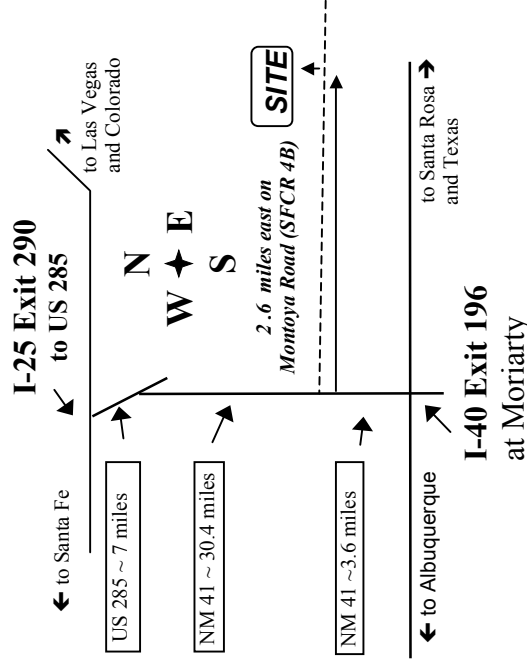 I-25 Exit 290
to US 285
← to Santa Fe
to Las Vegas
and Colorado
US 285 ~ 7 miles
N
W E
S
NM 41 ~ 30.4 miles
2 .6 miles east on
Montoya Road (SFCR 4B)
SITE
NM 41 ~3.6 miles
← to Albuquerque
to Santa Rosa →
and Texas
I-40 Exit 196
at Moriarty